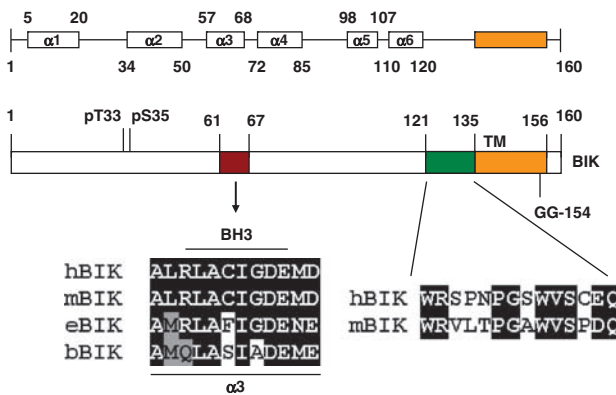 5 20 34 50 57 68 72 85 98 107 110 120
α1 α2 α3 α4 α5 α6
1 160
1 pT33 pS35 61 67 121 135 TM 156 160
BIK
GG-154
BH3
hBIK ALRLACIGDEMD
mBIK ALRLACIGDEMD
eBIK AMRLAFIGDENE
bBIK AMQLASIADEME
α3
hBIK WRSPNPGSWVSCEQ
mBIK WRVLTPGAWVSPDQ